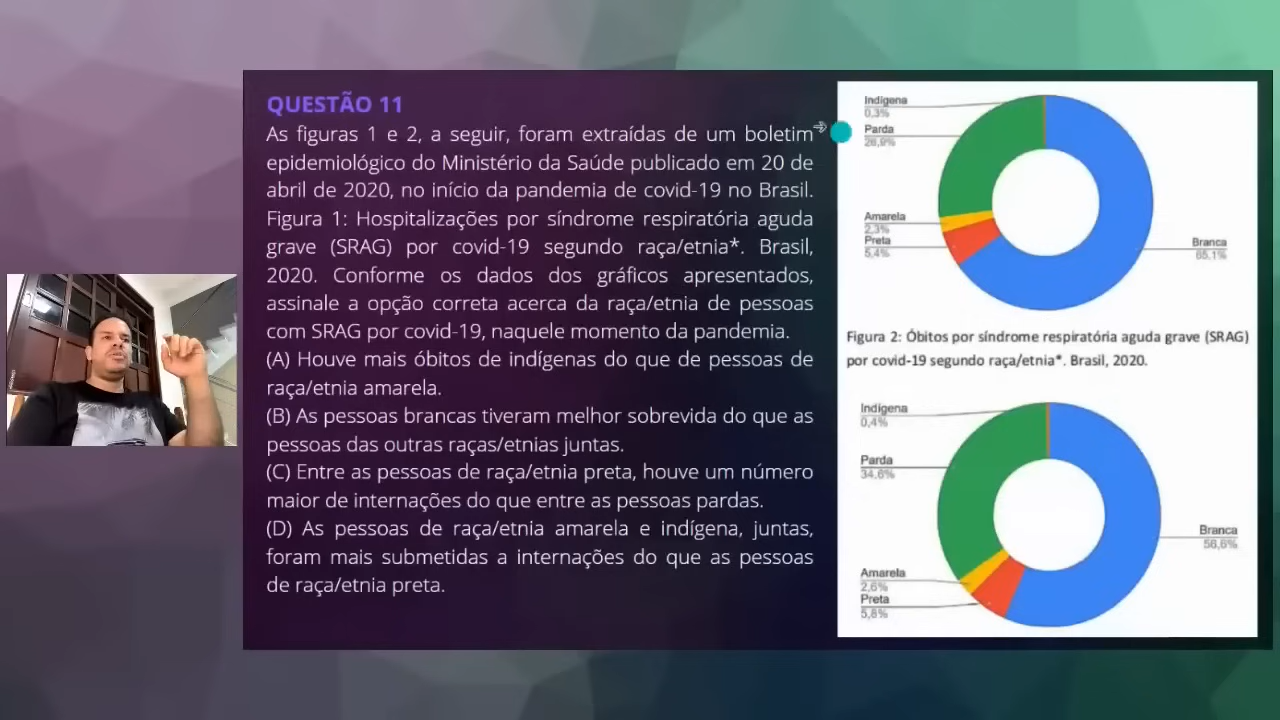 QUESTÃO 11
As figuras 1 e 2, a seguir, foram extraídas de um boletim
epidemiológico do Ministério da Saúde publicado em 20 de
abril de 2020, no início da pandemia de covid-19 no Brasil.
Figura 1: Hospitalizações por síndrome respiratória aguda
grave (SRAG) por covid-19 segundo raça/etnia*. Brasil,
2020. Conforme os dados dos gráficos apresentados,
assinale a opção correta acerca da raça/etnia de pessoas
com SRAG por covid-19, naquele momento da pandemia.
(A) Houve mais óbitos de indígenas do que de pessoas de
raça/etnia amarela.
(B) As pessoas brancas tiveram melhor sobrevida do que as
pessoas das outras raças/etnias juntas.
(C) Entre as pessoas de raça/etnia preta, houve um número
maior de internações do que entre as pessoas pardas.
(D) As pessoas de raça/etnia amarela e indígena, juntas,
foram mais submetidas a internações do que as pessoas
de raça/etnia preta.
Indígena
0,3%
Parda
26,9%
Amarela
2,3%
Preta
5,4%
Branca
65,1%
Figura 2: Óbitos por síndrome respiratória aguda grave (SRAG)
por covid-19 segundo raça/etnia*. Brasil, 2020.
Indígena
0,4%
Parda
34,6%
Amarela
2,6%
Preta
5,8%
Branca
56,6%